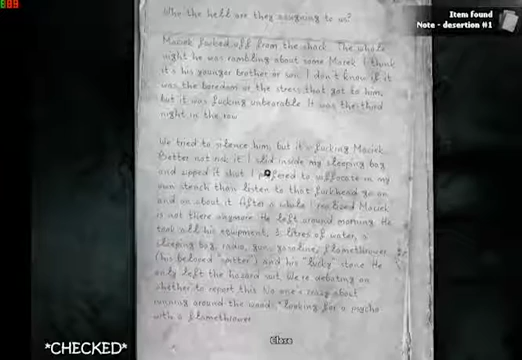 889
Item found
Note - desertion #1
Who the hell are they assigning to us?
Maciek fucked off from the shack. The whole
night he was rambling about some Marek. I think
it's his younger brother or son. I don't know if it
was the boredom or the stress that got to him,
but it was fucking unbearable. It was the third
night in the row.
We tried to silence him, but it's fucking Maciek.
Better not risk it. I slid inside my sleeping bag
and zipped it shut. I preferred to suffocate in my
own stench than listen to that fuckhead go on
and on about it. After a while I realized Maciek
is not there anymore. He left around morning. He
took all his equipment, 3 litres of water, a
sleeping bag, radio, gun, gasoline, flamethrower
(his beloved ") and his "lucky" stone. He
only left the hazard suit. We're debating on
whether to report this. No one's crazy about
running around the wood, looking for a psycho
with a flamethrower.
Close
*CHECKED*